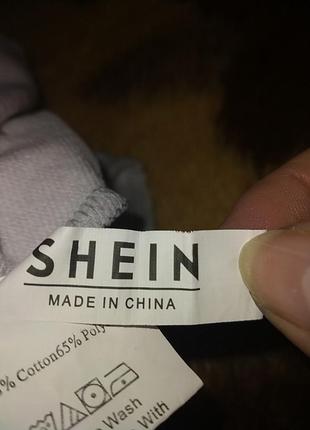 SHEIN
MADE IN CHINA
% Cotton65% Poly
Wash
With